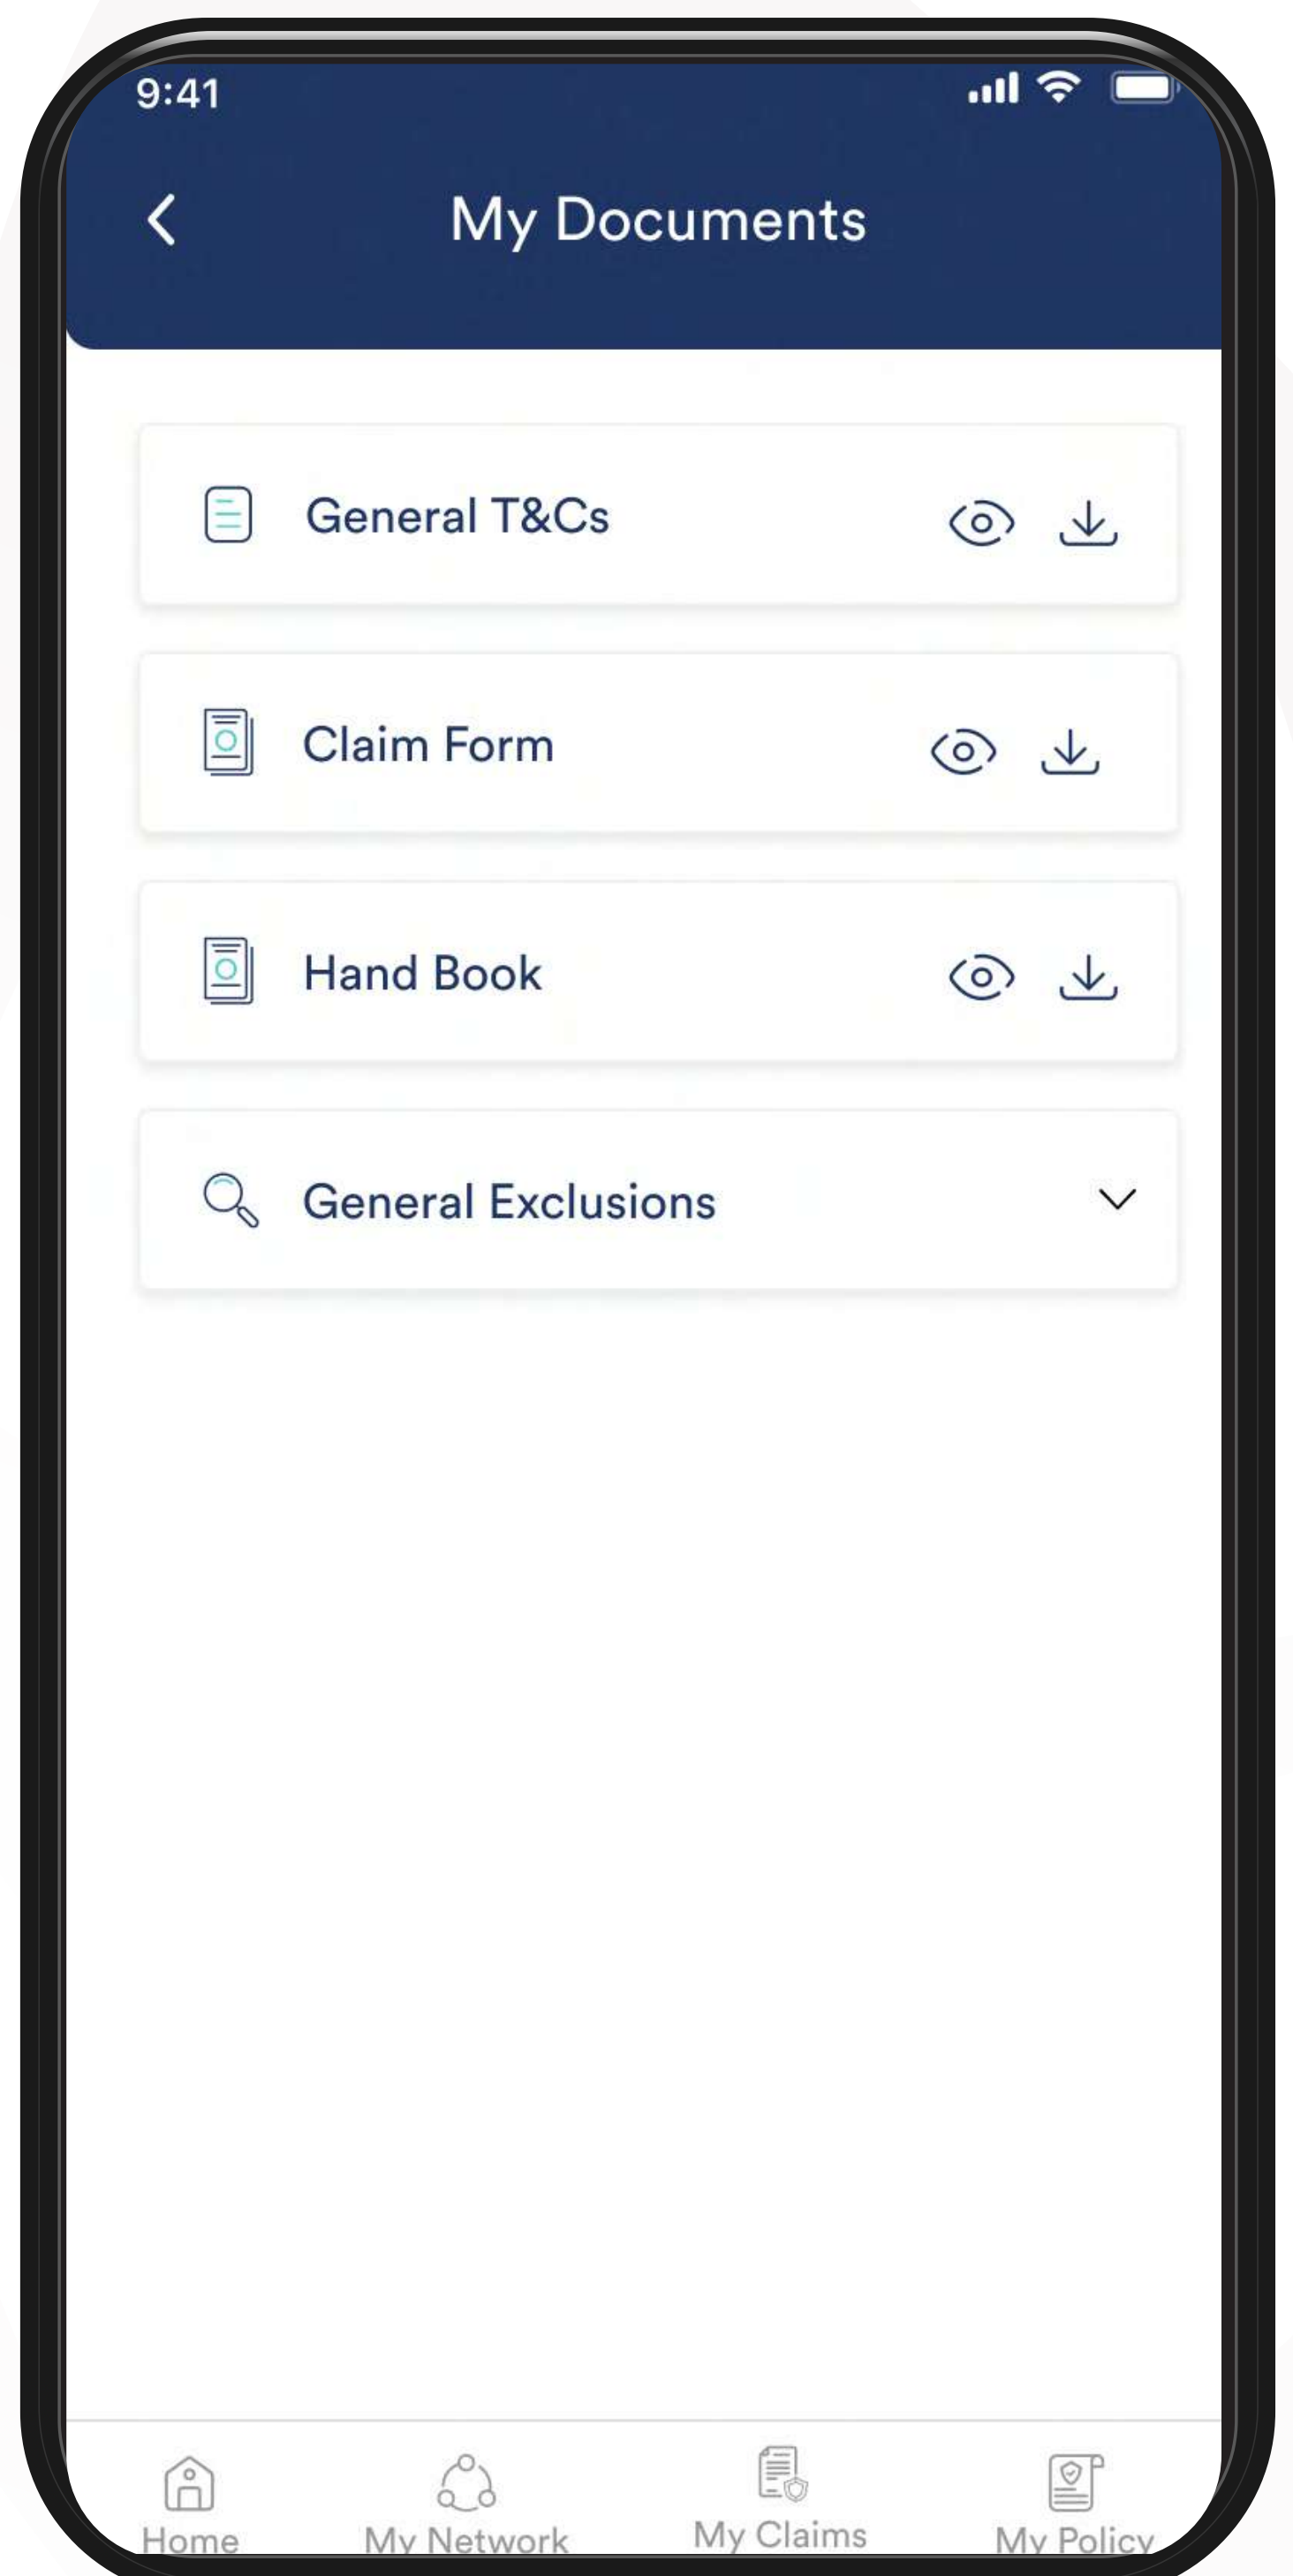 9:41
My Documents
General T&Cs
Claim Form
Hand Book
General Exclusions
Home
My Network
My Claims
My Policy